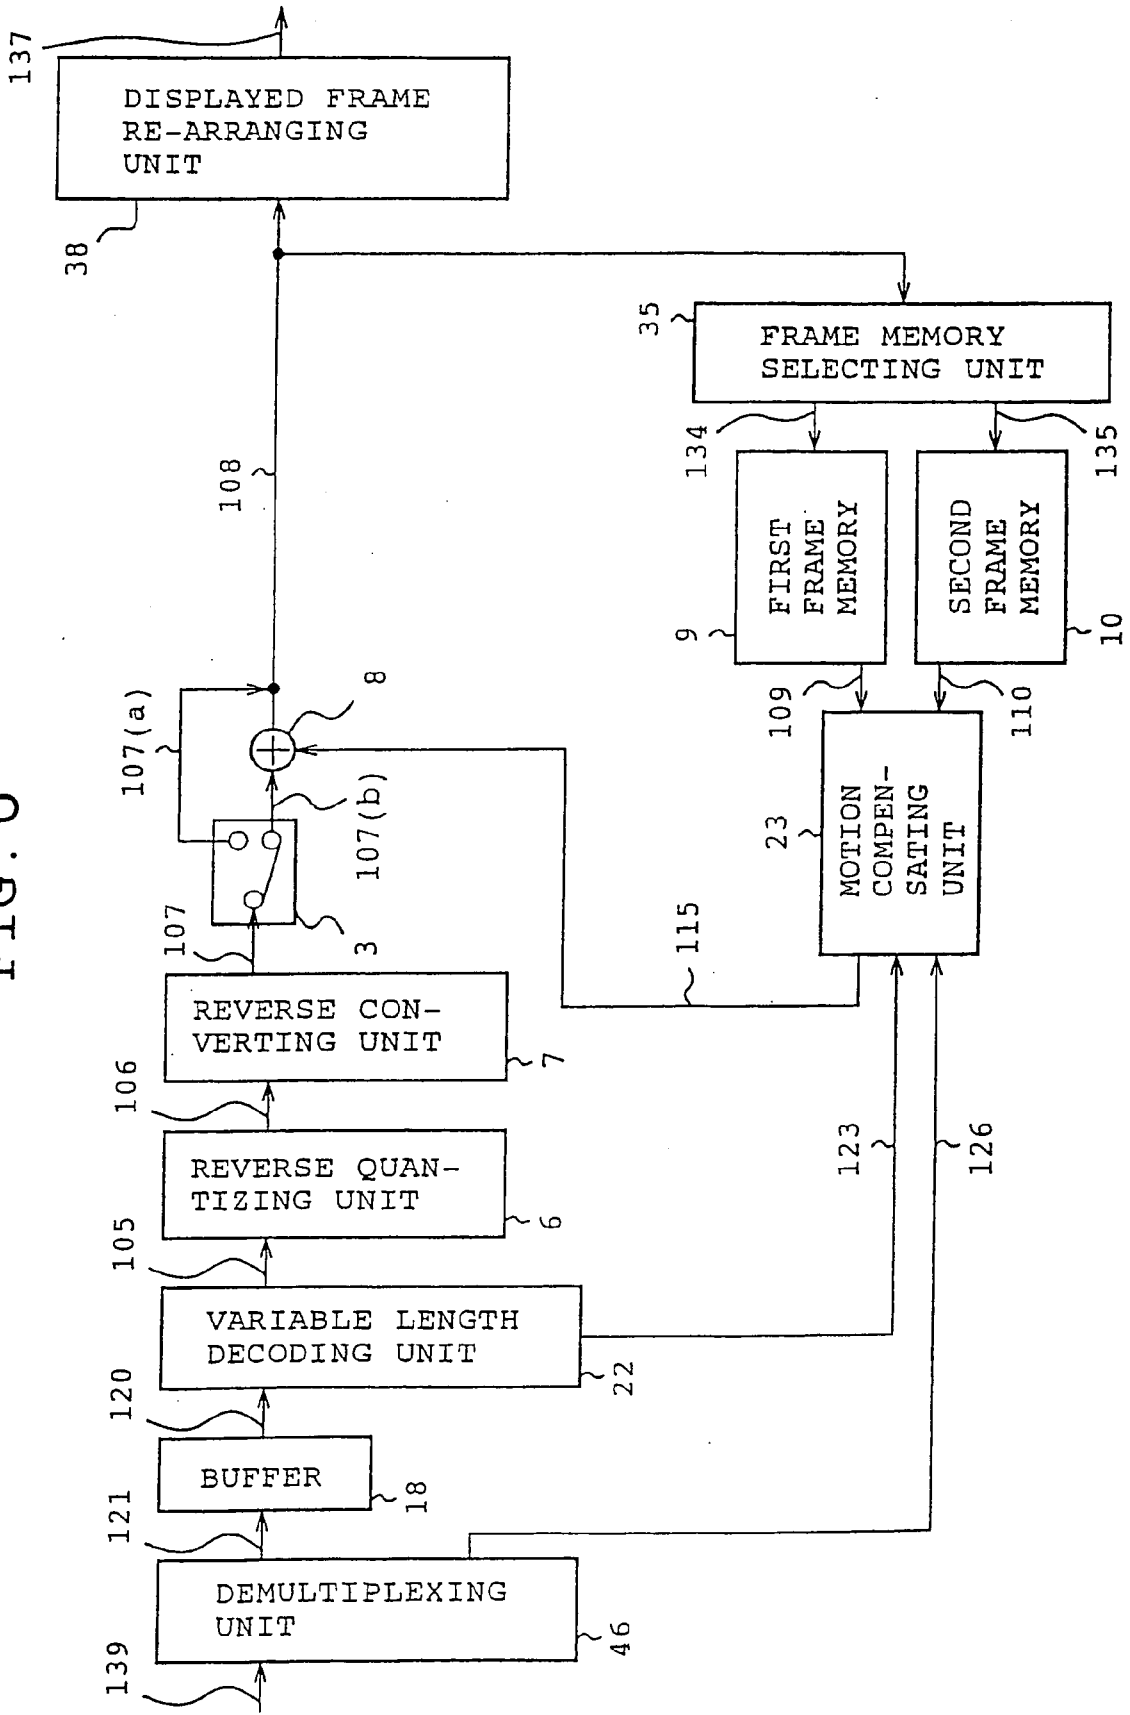 137
DISPLAYED FRAME
RE-ARRANGING
UNIT
38
108
35
FRAME MEMORY
SELECTING UNIT
134
135
FIRST
FRAME
MEMORY
9
SECOND
FRAME
MEMORY
10
109
110
107(a)
8
107(b)
107
3
23
MOTION
COMPEN-
SATING
UNIT
115
REVERSE CON-
VERTING UNIT
7
106
REVERSE QUAN-
TIZING UNIT
6
105
123
126
VARIABLE LENGTH
DECODING UNIT
22
120
BUFFER
18
121
DEMULTIPLEXING
UNIT
46
139